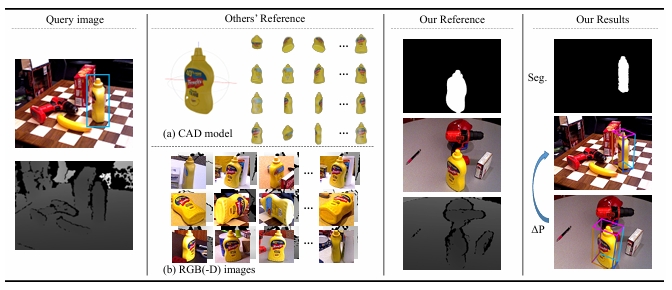 Query image
Others' Reference
Our Reference
Our Results
(a) CAD model
(b) RGB(-D) images
Seg.
ΔP